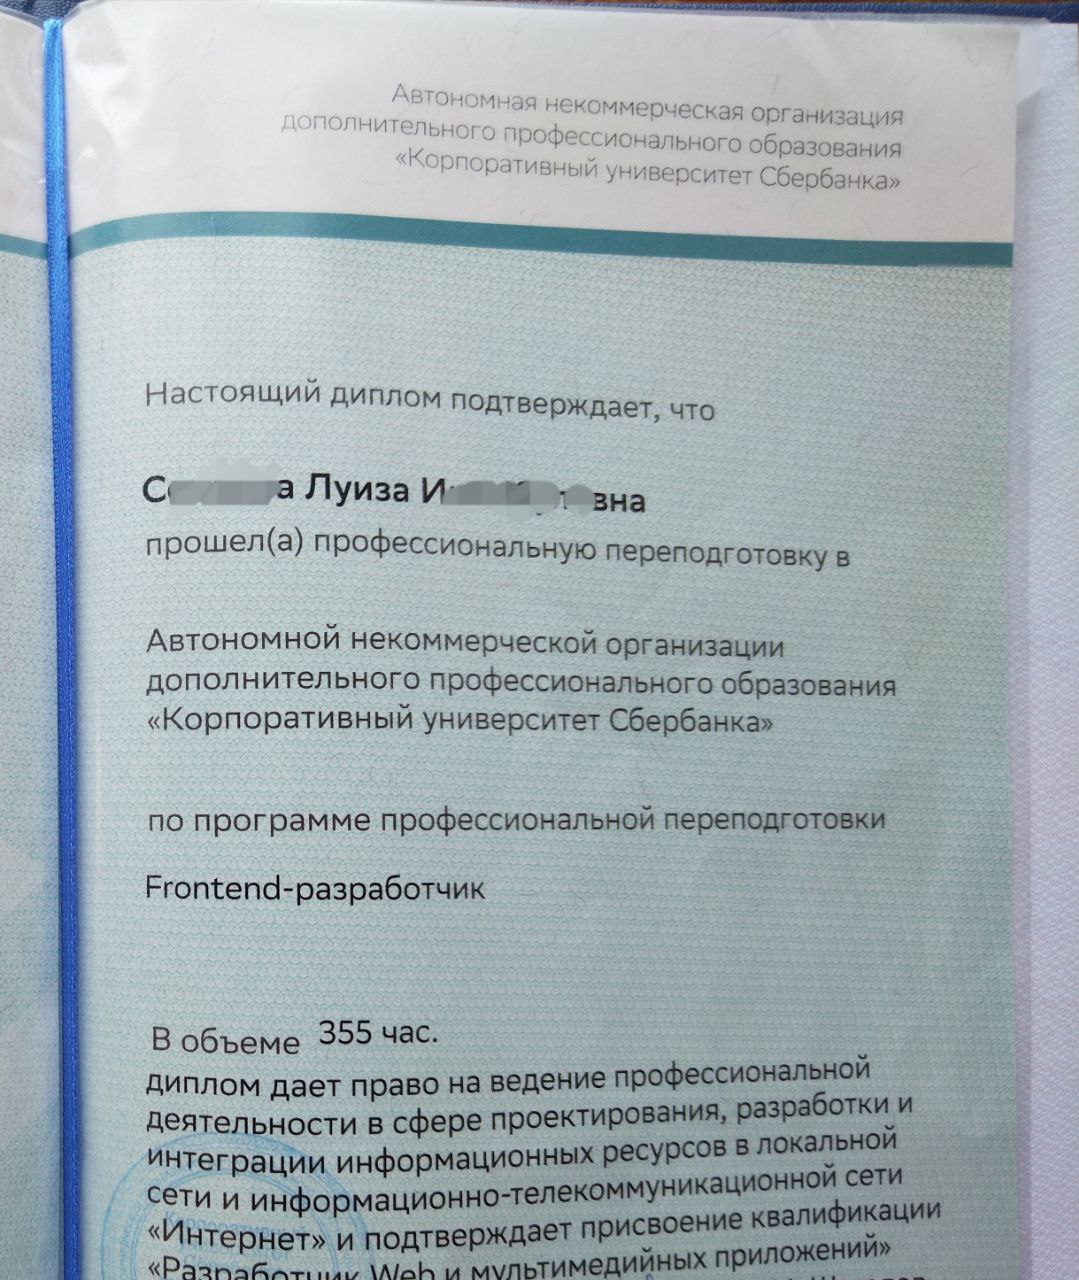 Автономная некоммерческая организация
дополнительного профессионального образования
«Корпоративный университет Сбербанка»
Настоящий диплом подтверждает, что
Луиза
прошел(а) профессиональную переподготовку в
Автономной некоммерческой организации
дополнительного профессионального образования
«Корпоративный университет Сбербанка»
по программе профессиональной переподготовки
Frontend-разработчик
В объеме 355 час.
диплом дает право на ведение профессиональной
деятельности в сфере проектирования, разработки и
интеграции информационных ресурсов в локальной
сети и информационно-телекоммуникационной сети
«Интернет» и подтверждает присвоение квалификации
«Разработчик Web и мультимедийных приложений»